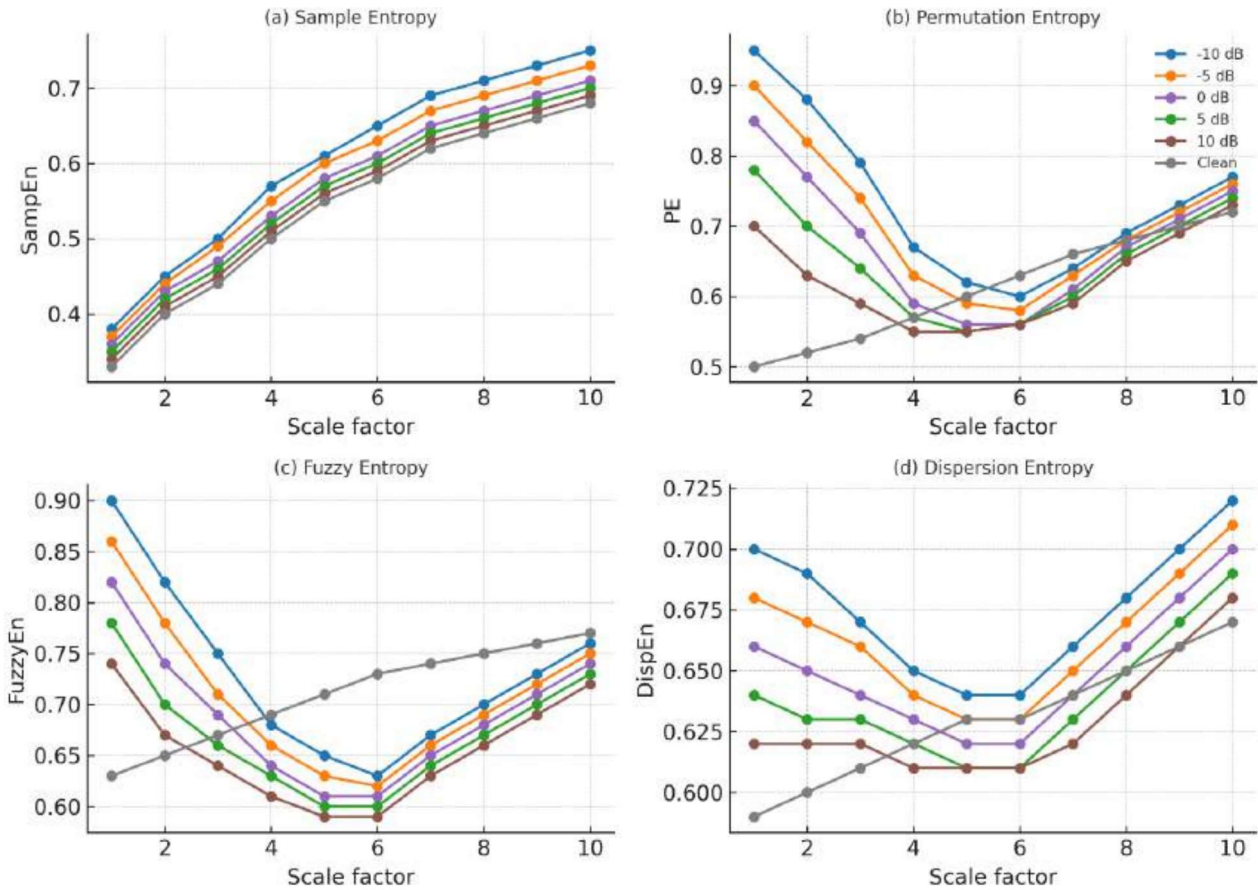 (a) Sample Entropy
SampEn
0.7
0.6
0.5
0.4
2 4 6 8 10
Scale factor
(b) Permutation Entropy
PE
0.9
0.8
0.7
0.6
0.5
-10 dB
-5 dB
0 dB
5 dB
10 dB
Clean
2 4 6 8 10
Scale factor
(c) Fuzzy Entropy
FuzzyEn
0.90
0.85
0.80
0.75
0.70
0.65
0.60
2 4 6 8 10
Scale factor
(d) Dispersion Entropy
DispEn
0.725
0.700
0.675
0.650
0.625
0.600
2 4 6 8 10
Scale factor